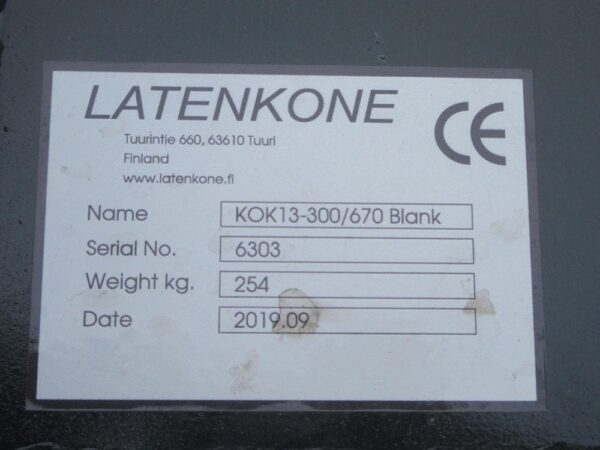 LATENKONE
CE
Tuurintie 660, 63610 Tuuri
Finland
www.latenkone.fi
Name KOK13-300/670 Blank
Serial No. 6303
Weight kg. 254
Date 2019.09